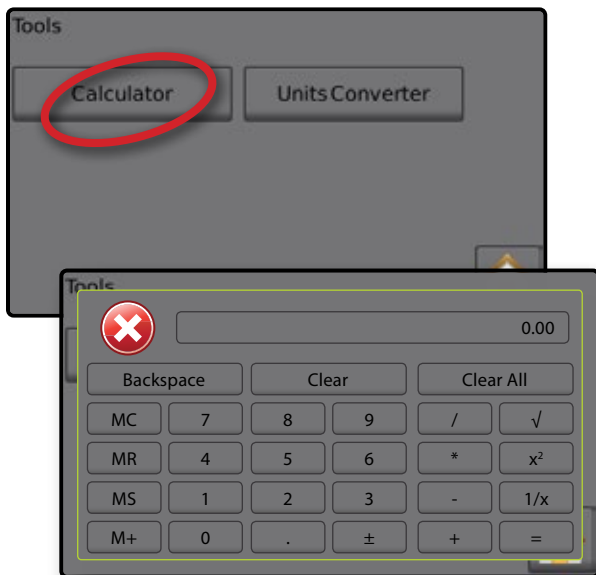 Tools
Calculator Units Converter
Tools
0.00
Backspace Clear Clear All
MC 7 8 9 / √
MR 4 5 6 * x²
MS 1 2 3 - 1/x
M+ 0 . ± + =